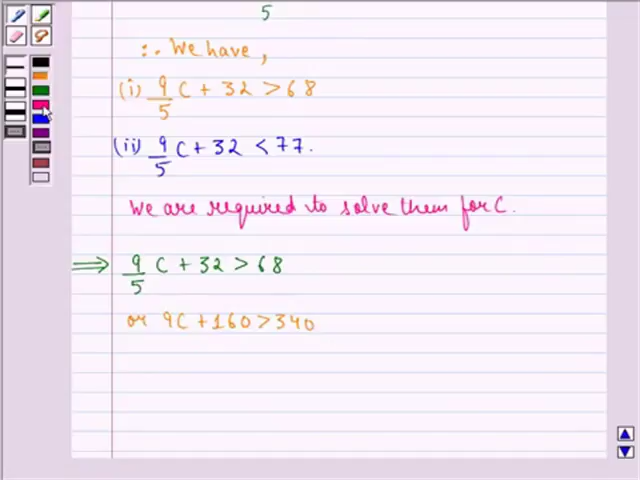 5
∴ We have,
(i) 9/5 C + 32 > 68
(ii) 9/5 C + 32 < 77.
We are required to solve them for C.
⟹ 9/5 C + 32 > 68
or 9C + 160 > 340